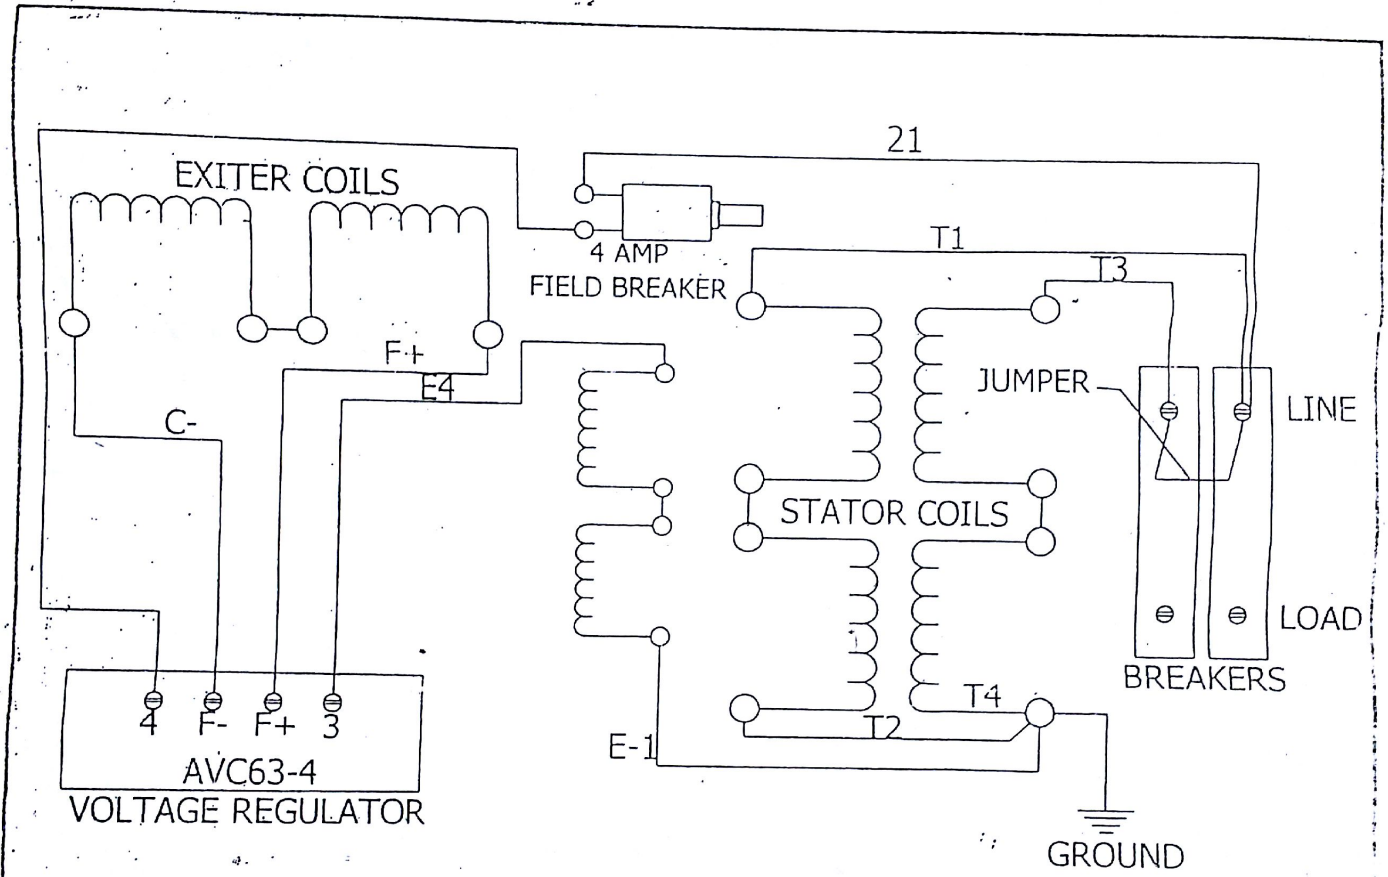 21
EXITER COILS
T1
4 AMP
FIELD BREAKER
T3
F+
E4
JUMPER
LINE
C-
STATOR COILS
LOAD
BREAKERS
T4
4 F- F+ 3
T2
E-1
AVC63-4
VOLTAGE REGULATOR
GROUND